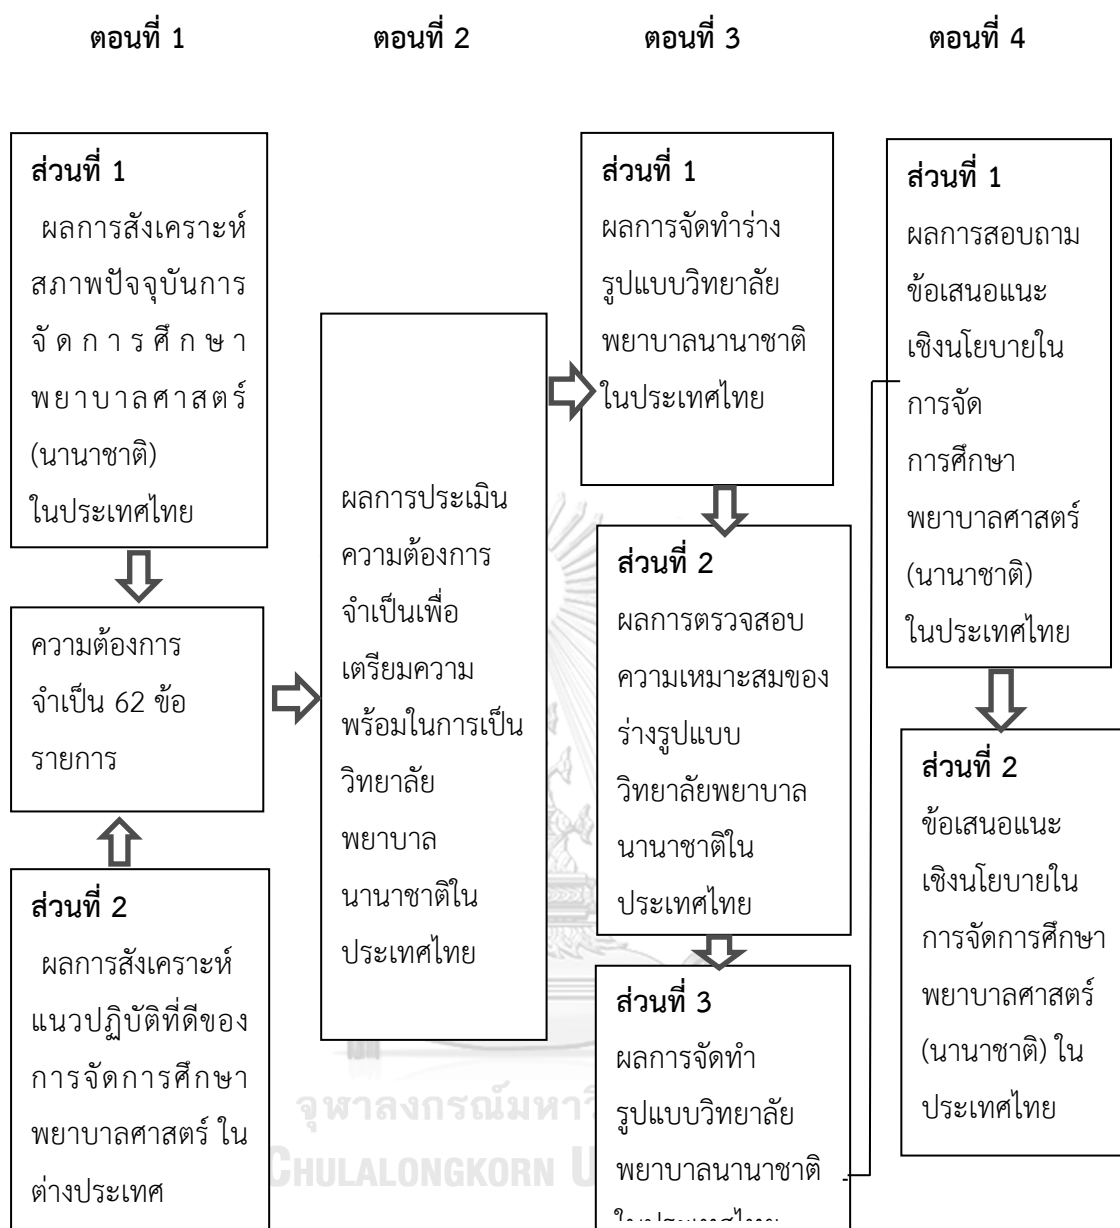 ตอนที่ 1
ตอนที่ 2
ตอนที่ 3
ตอนที่ 4
ส่วนที่ 1
ผลการสังเคราะห์
สภาพปัจจุบันการ
จัดการศึกษา
พยาบาลศาสตร์
(นานาชาติ)
ในประเทศไทย
ความต้องการ
จำเป็น 62 ข้อ
รายการ
ส่วนที่ 2
ผลการสังเคราะห์
แนวปฏิบัติที่ดีของ
การจัดการศึกษา
พยาบาลศาสตร์ ใน
ต่างประเทศ
ผลการประเมิน
ความต้องการ
จำเป็นเพื่อ
เตรียมความ
พร้อมในการเป็น
วิทยาลัย
พยาบาล
นานาชาติใน
ประเทศไทย
ส่วนที่ 1
ผลการจัดทำร่าง
รูปแบบวิทยาลัย
พยาบาลนานาชาติ
ในประเทศไทย
ส่วนที่ 2
ผลการตรวจสอบ
ความเหมาะสมของ
ร่างรูปแบบ
วิทยาลัยพยาบาล
นานาชาติใน
ประเทศไทย
ส่วนที่ 3
ผลการจัดทำ
รูปแบบวิทยาลัย
พยาบาลนานาชาติ
ในประเทศไทย
ส่วนที่ 1
ผลการสอบถาม
ข้อเสนอแนะ
เชิงนโยบายใน
การจัด
การศึกษา
พยาบาลศาสตร์
(นานาชาติ)
ในประเทศไทย
ส่วนที่ 2
ข้อเสนอแนะ
เชิงนโยบายใน
การจัดการศึกษา
พยาบาลศาสตร์
(นานาชาติ) ใน
ประเทศไทย
จุฬาลงกรณ์มหาวิ
CHULALONGKORN U